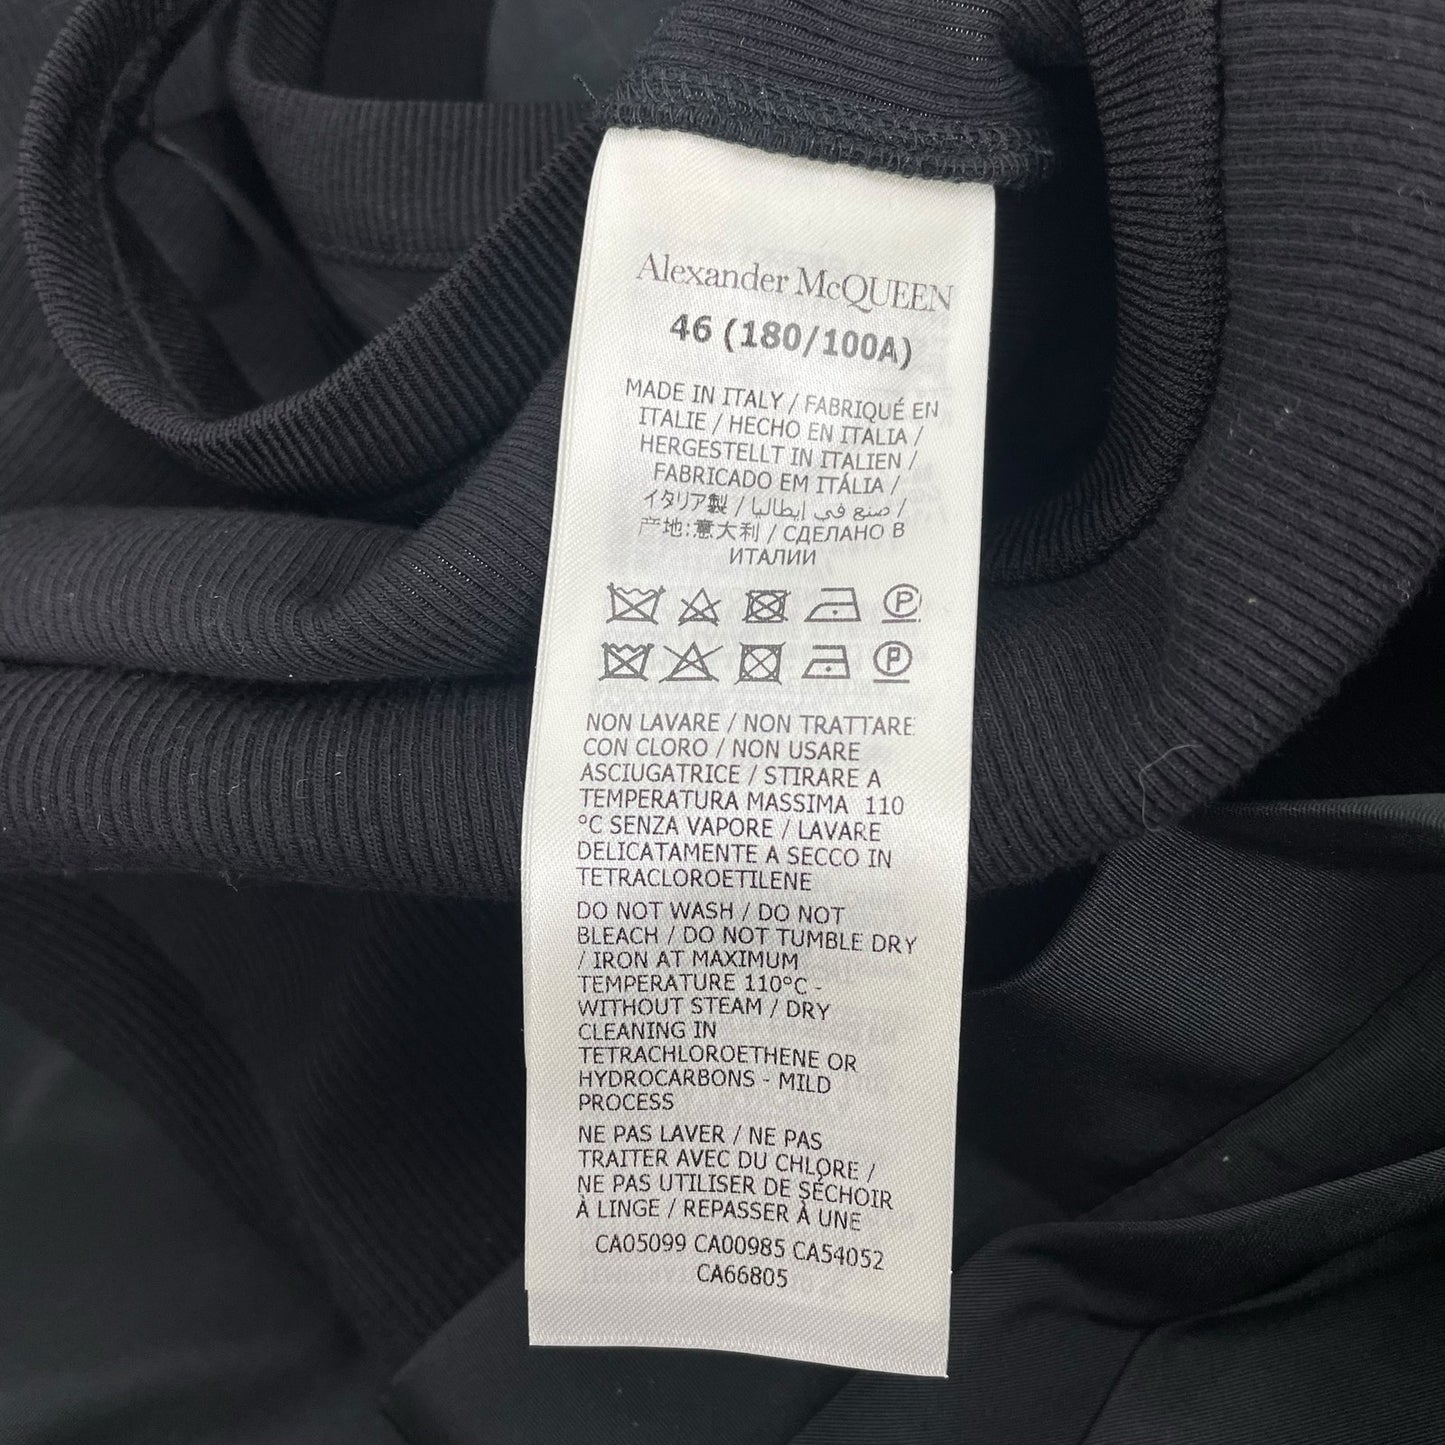 Alexander McQUEEN
46 (180/100A)
MADE IN ITALY / FABRIQUÉ EN
ITALIE / HECHO EN ITALIA /
HERGESTELLT IN ITALIEN /
FABRICADO EM ITÁLIA /
イタリア製 / صنع في إيطاليا /
产地:意大利 / СДЕЛАНО В
ИТАЛИИ
P
P
NON LAVARE / NON TRATTARE
CON CLORO / NON USARE
ASCIUGATRICE / STIRARE A
TEMPERATURA MASSIMA 110
°C SENZA VAPORE / LAVARE
DELICATAMENTE A SECCO IN
TETRACLOROETILENE
DO NOT WASH / DO NOT
BLEACH / DO NOT TUMBLE DRY
/ IRON AT MAXIMUM
TEMPERATURE 110°C -
WITHOUT STEAM / DRY
CLEANING IN
TETRACHLOROETHENE OR
HYDROCARBONS - MILD
PROCESS
NE PAS LAVER / NE PAS
TRAITER AVEC DU CHLORE /
NE PAS UTILISER DE SÉCHOIR
À LINGE / REPASSER À UNE
CA05099 CA00985 CA54052
CA66805